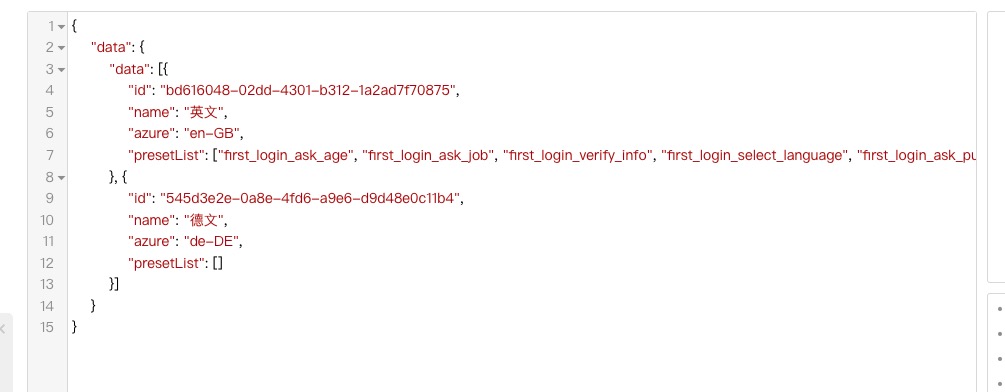 1 {
2 "data": {
3 "data": [{
4 "id": "bd616048-02dd-4301-b312-1a2ad7f70875",
5 "name": "英文",
6 "azure": "en-GB",
7 "presetList": ["first_login_ask_age", "first_login_ask_job", "first_login_verify_info", "first_login_select_language", "first_login_ask_pu
8 }, {
9 "id": "545d3e2e-0a8e-4fd6-a9e6-d9d48e0c11b4",
10 "name": "德文",
11 "azure": "de-DE",
12 "presetList": []
13 }]
14 }
15 }